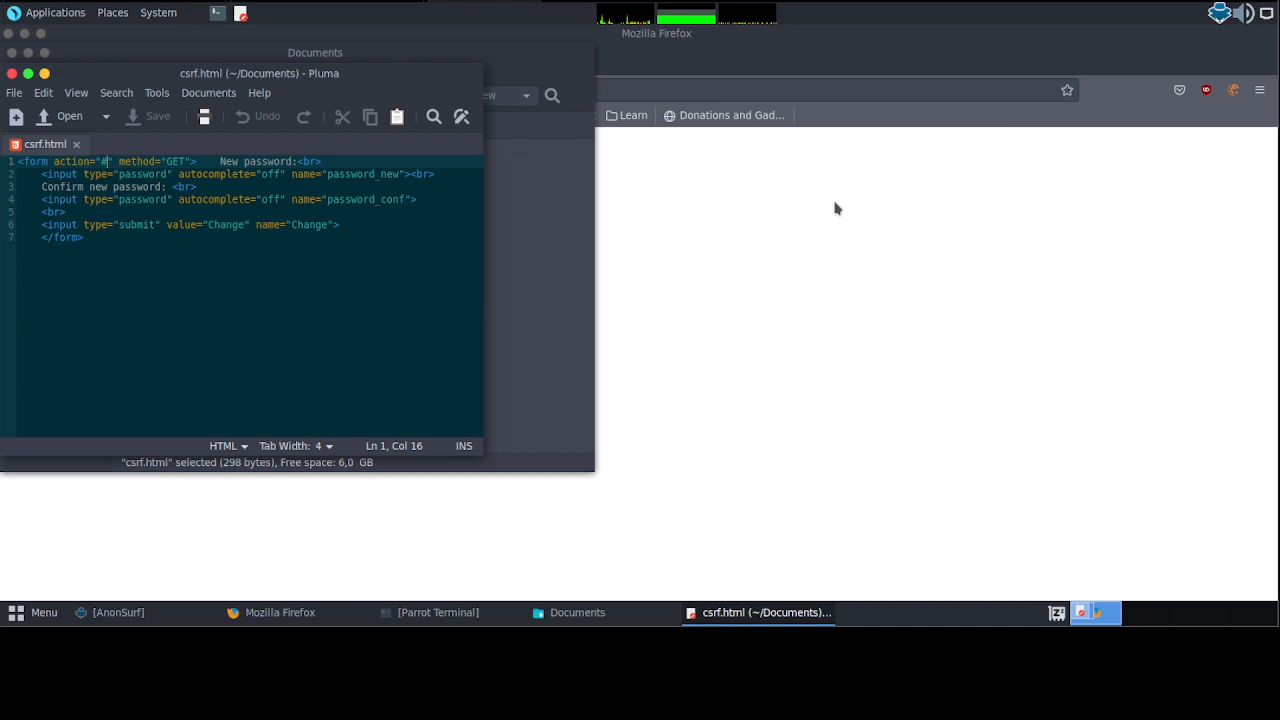 Applications Places System
Mozilla Firefox
Documents
csrf.html (~/Documents) - Pluma
File Edit View Search Tools Documents Help
ew
Open Save Undo
Learn Donations and Gad...
csrf.html
1 <form action="#" method="GET"> New password:<br>
2 <input type="password" autocomplete="off" name="password_new"><br>
3 Confirm new password: <br>
4 <input type="password" autocomplete="off" name="password_conf">
5 <br>
6 <input type="submit" value="Change" name="Change">
7 </form>
HTML Tab Width: 4 Ln 1, Col 16 INS
"csrf.html" selected (298 bytes), Free space: 6,0 GB
Menu [AnonSurf] Mozilla Firefox [Parrot Terminal] Documents csrf.html (~/Documents)...